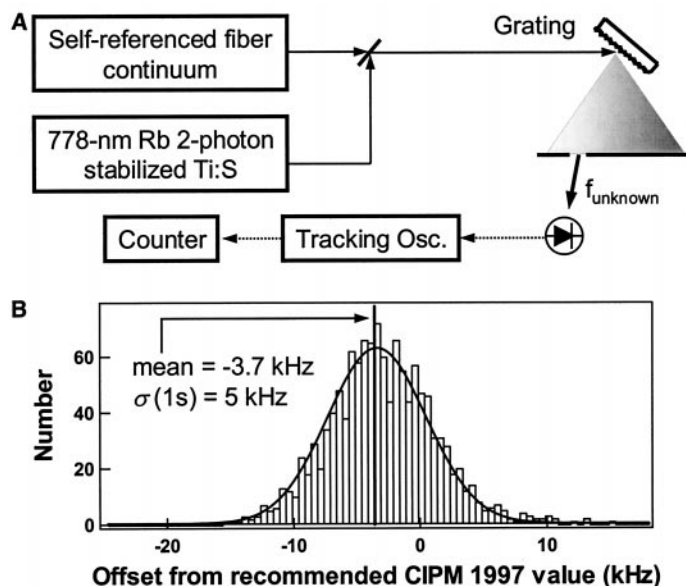 A
Self-referenced fiber
continuum
Grating
778-nm Rb 2-photon
stabilized Ti:S
f_unknown
Counter
Tracking Osc.
B
mean = -3.7 kHz
σ(1s) = 5 kHz
Number
60
40
20
0
-20
-10
0
10
Offset from recommended CIPM 1997 value (kHz)